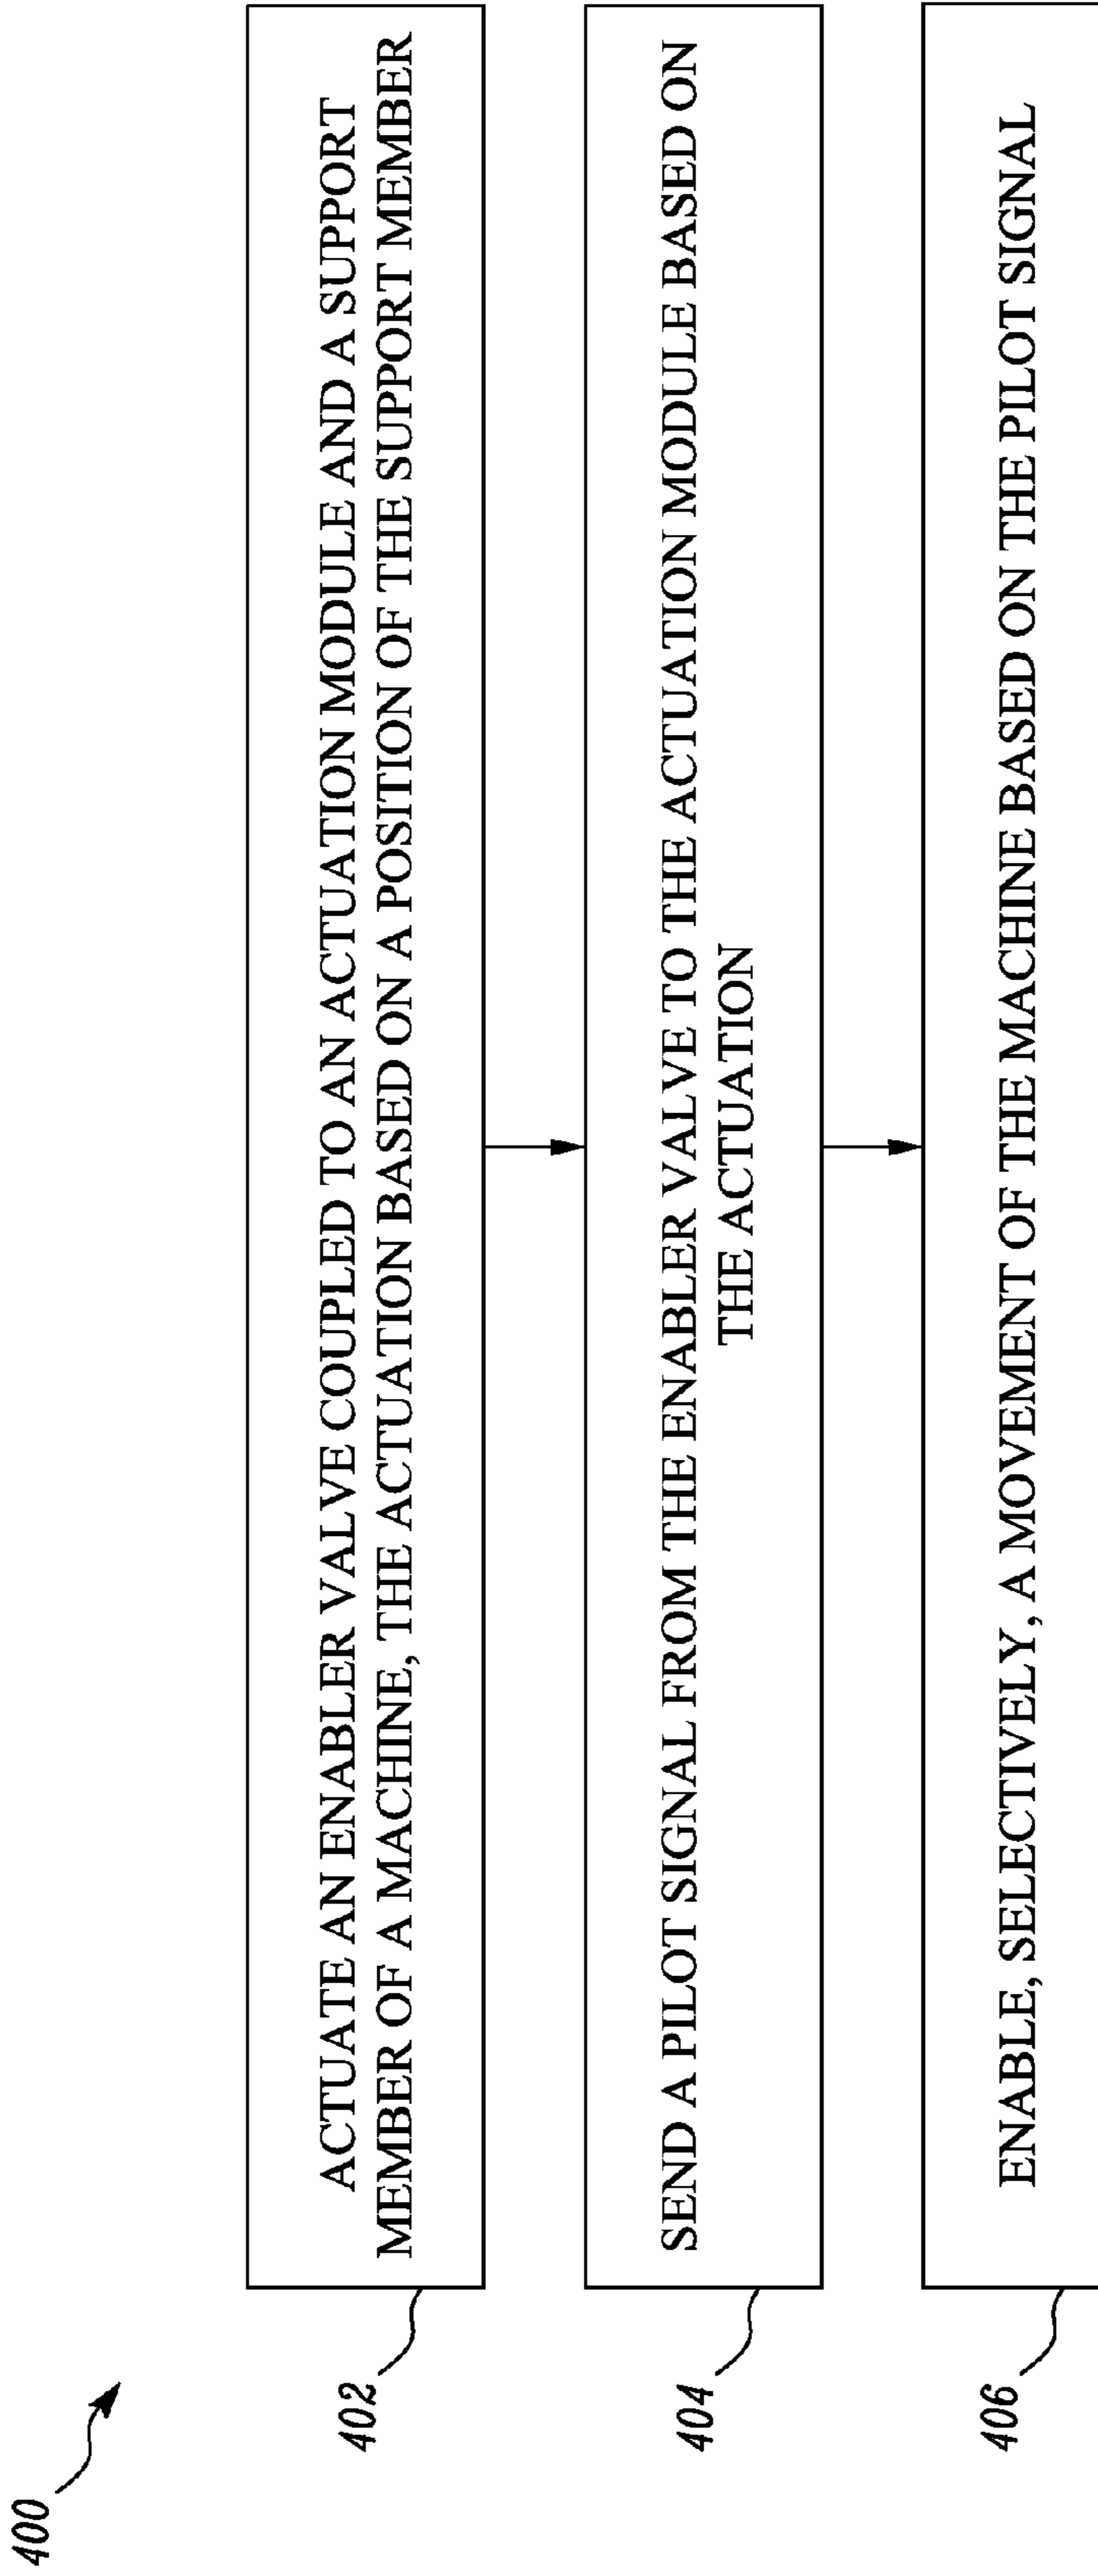 400
402
ACTUATE AN ENABLER VALVE COUPLED TO AN ACTUATION MODULE AND A SUPPORT
MEMBER OF A MACHINE, THE ACTUATION BASED ON A POSITION OF THE SUPPORT MEMBER
404
SEND A PILOT SIGNAL FROM THE ENABLER VALVE TO THE ACTUATION MODULE BASED ON
THE ACTUATION
406
ENABLE, SELECTIVELY, A MOVEMENT OF THE MACHINE BASED ON THE PILOT SIGNAL